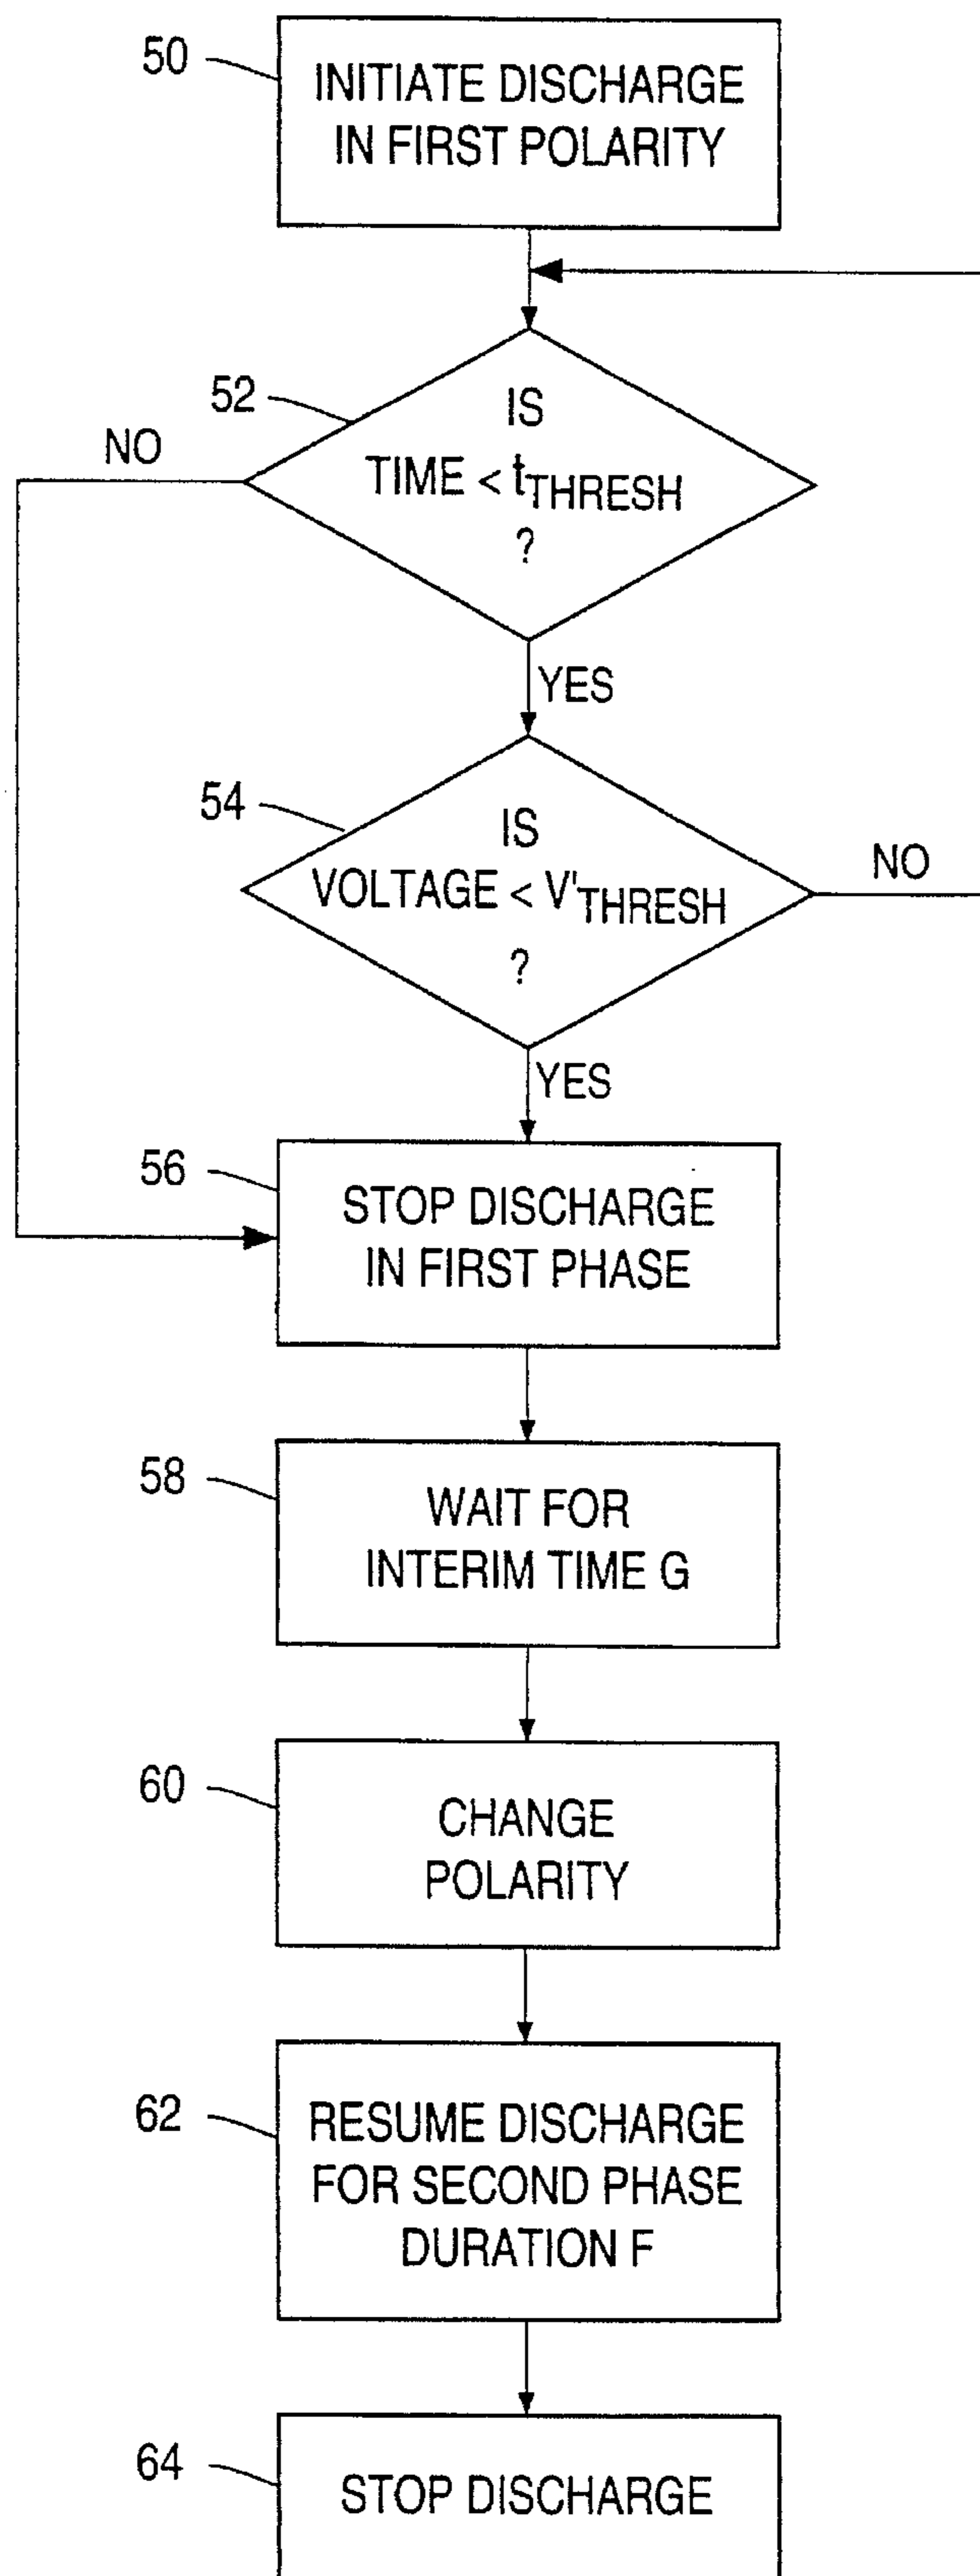 50
INITIATE DISCHARGE
IN FIRST POLARITY
52
NO
IS
TIME < tTHRESH
?
YES
54
IS
VOLTAGE < V'THRESH
?
NO
YES
56
STOP DISCHARGE
IN FIRST PHASE
58
WAIT FOR
INTERIM TIME G
60
CHANGE
POLARITY
62
RESUME DISCHARGE
FOR SECOND PHASE
DURATION F
64
STOP DISCHARGE